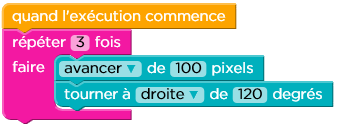 quand l'exécution commence
répéter 3 fois
faire avancer ▼ de 100 pixels
tourner à droite ▼ de 120 degrés